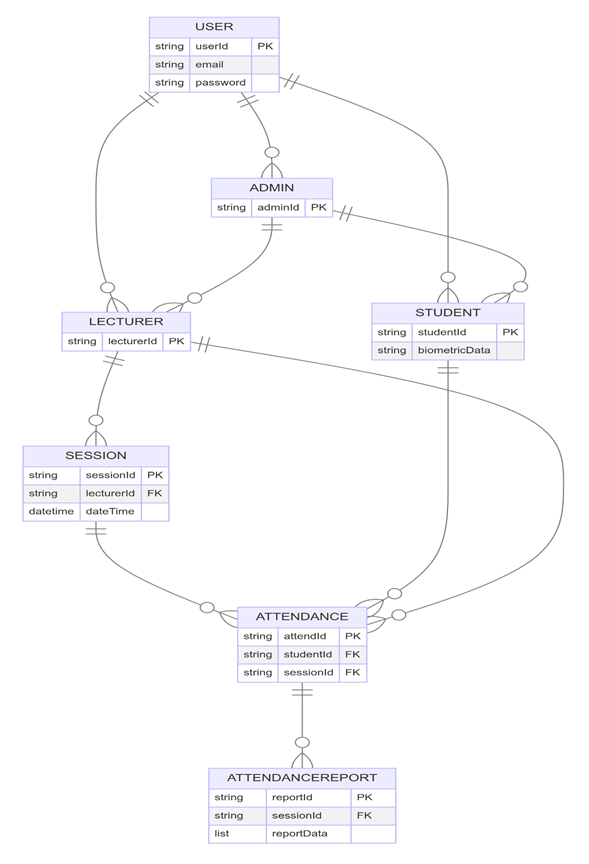 USER
string userId PK
string email
string password
ADMIN
string adminId PK
LECTURER
string lecturerId PK
STUDENT
string studentId PK
string biometricData
SESSION
string sessionId PK
string lecturerId FK
datetime dateTime
ATTENDANCE
string attendId PK
string studentId FK
string sessionId FK
ATTENDANCEREPORT
string reportId PK
string sessionId FK
list reportData